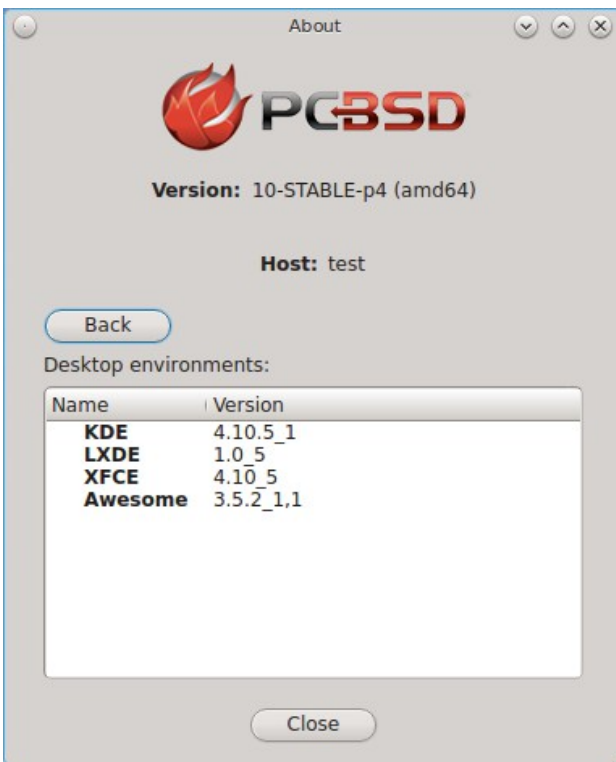 About
PCBSD
Version: 10-STABLE-p4 (amd64)
Host: test
Back
Desktop environments:
Name Version
KDE 4.10.5_1
LXDE 1.0_5
XFCE 4.10_5
Awesome 3.5.2_1,1
Close